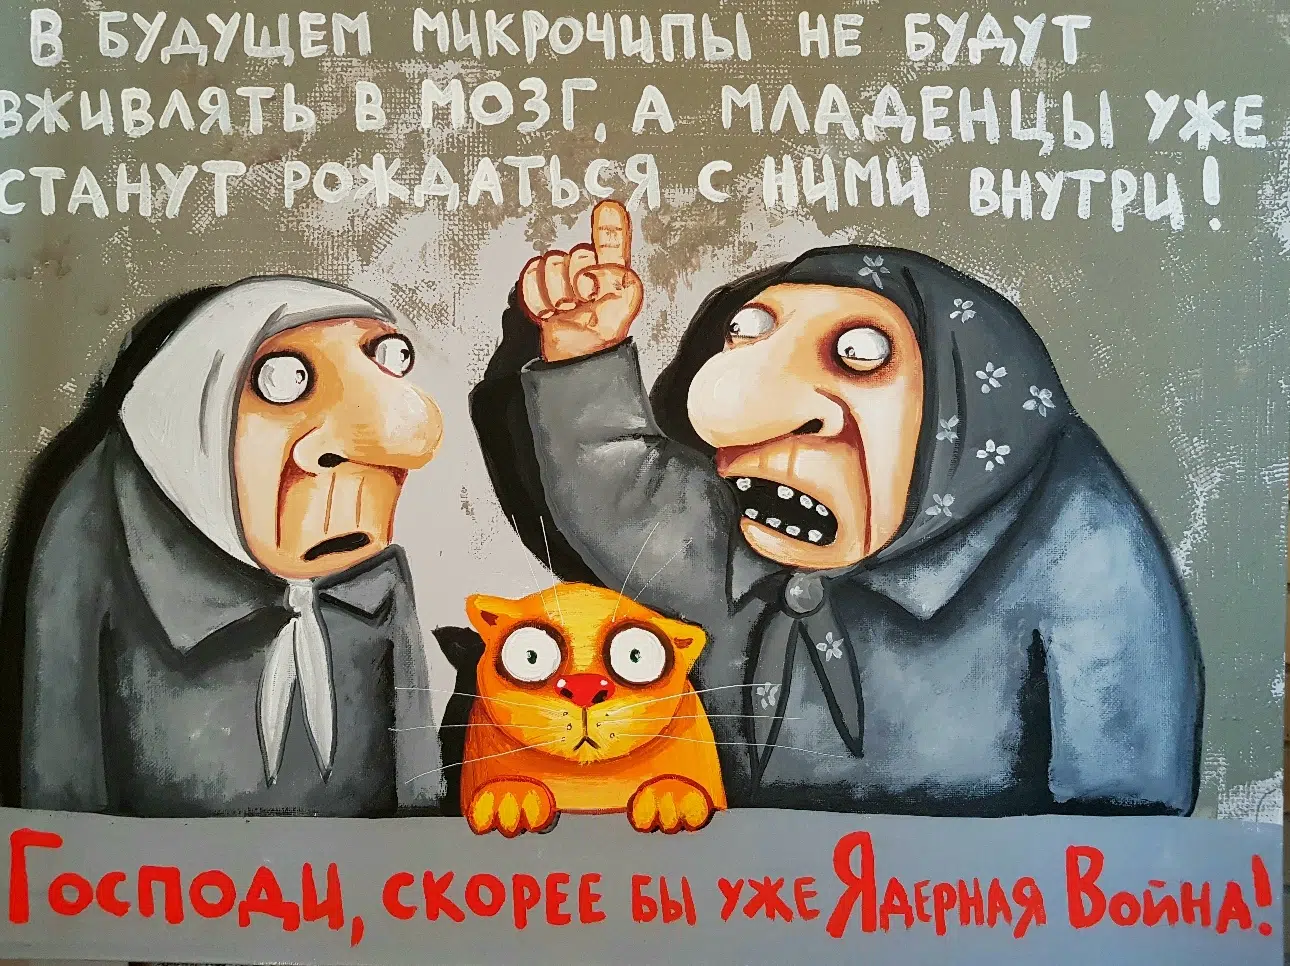 В БУДУЩЕМ МИКРОЧИПЫ НЕ БУДУТ
ВЖИВЛЯТЬ В МОЗГ, А МЛАДЕНЦЫ УЖЕ
СТАНУТ РОЖДАТЬСЯ С НИМИ ВНУТРИ!
Господи, скорее бы уже Ядерная Война!